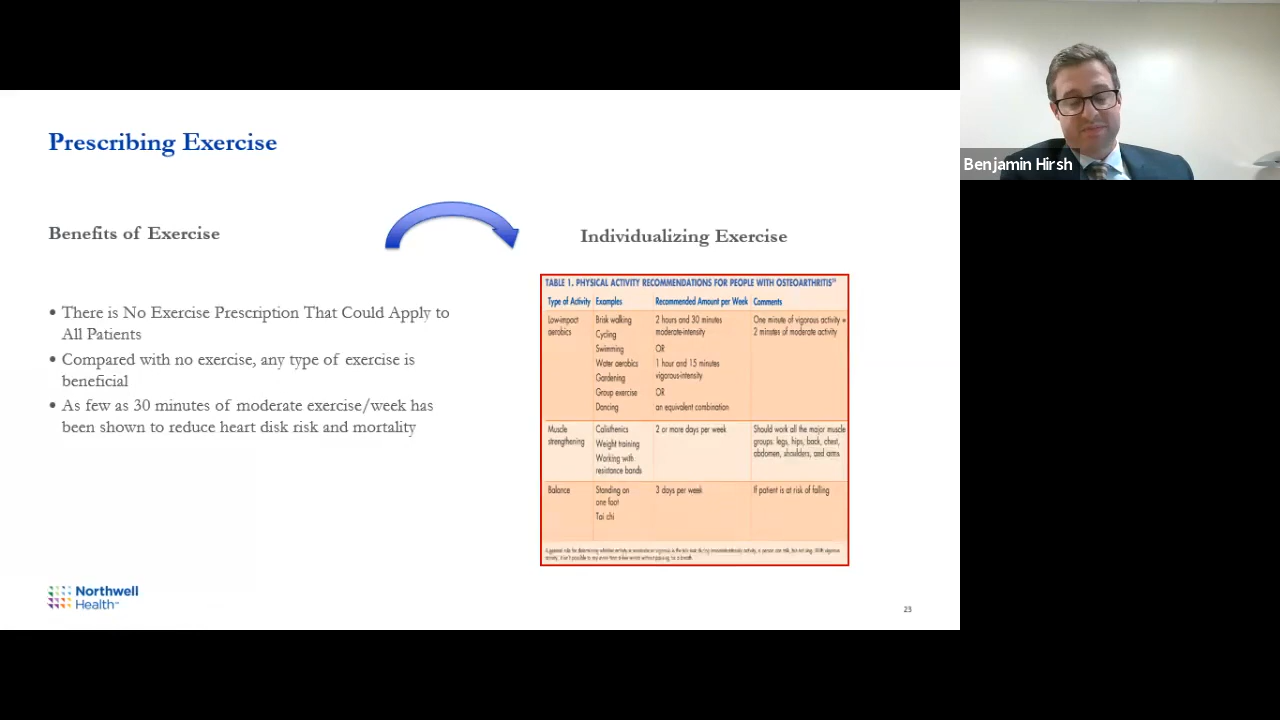 Prescribing Exercise
Benefits of Exercise
• There is No Exercise Prescription That Could Apply to
All Patients
• Compared with no exercise, any type of exercise is
beneficial
• As few as 30 minutes of moderate exercise/week has
been shown to reduce heart disk risk and mortality
Individualizing Exercise
TABLE 1. PHYSICAL ACTIVITY RECOMMENDATIONS FOR PEOPLE WITH OSTEOARTHRITIS
Type of Activity Examples Recommended Amount per Week Comments
Low-impact Brisk walking 2 hours and 30 minutes One minute of vigorous activity =
aerobics Cycling moderate-intensity 2 minutes of moderate activity
Swimming OR
Water aerobics 1 hour and 15 minutes
Gardening vigorous-intensity
Group exercise OR
Dancing an equivalent combination
Muscle Calisthenics 2 or more days per week Should work all the major muscle
strengthening Weight training groups: legs, hips, back, chest,
Working with abdomen, shoulders, and arms
resistance bands
Balance Standing on 3 days per week If patient is at risk of falling
one foot
Tai chi
Northwell
Health℠
23
Benjamin Hirsh